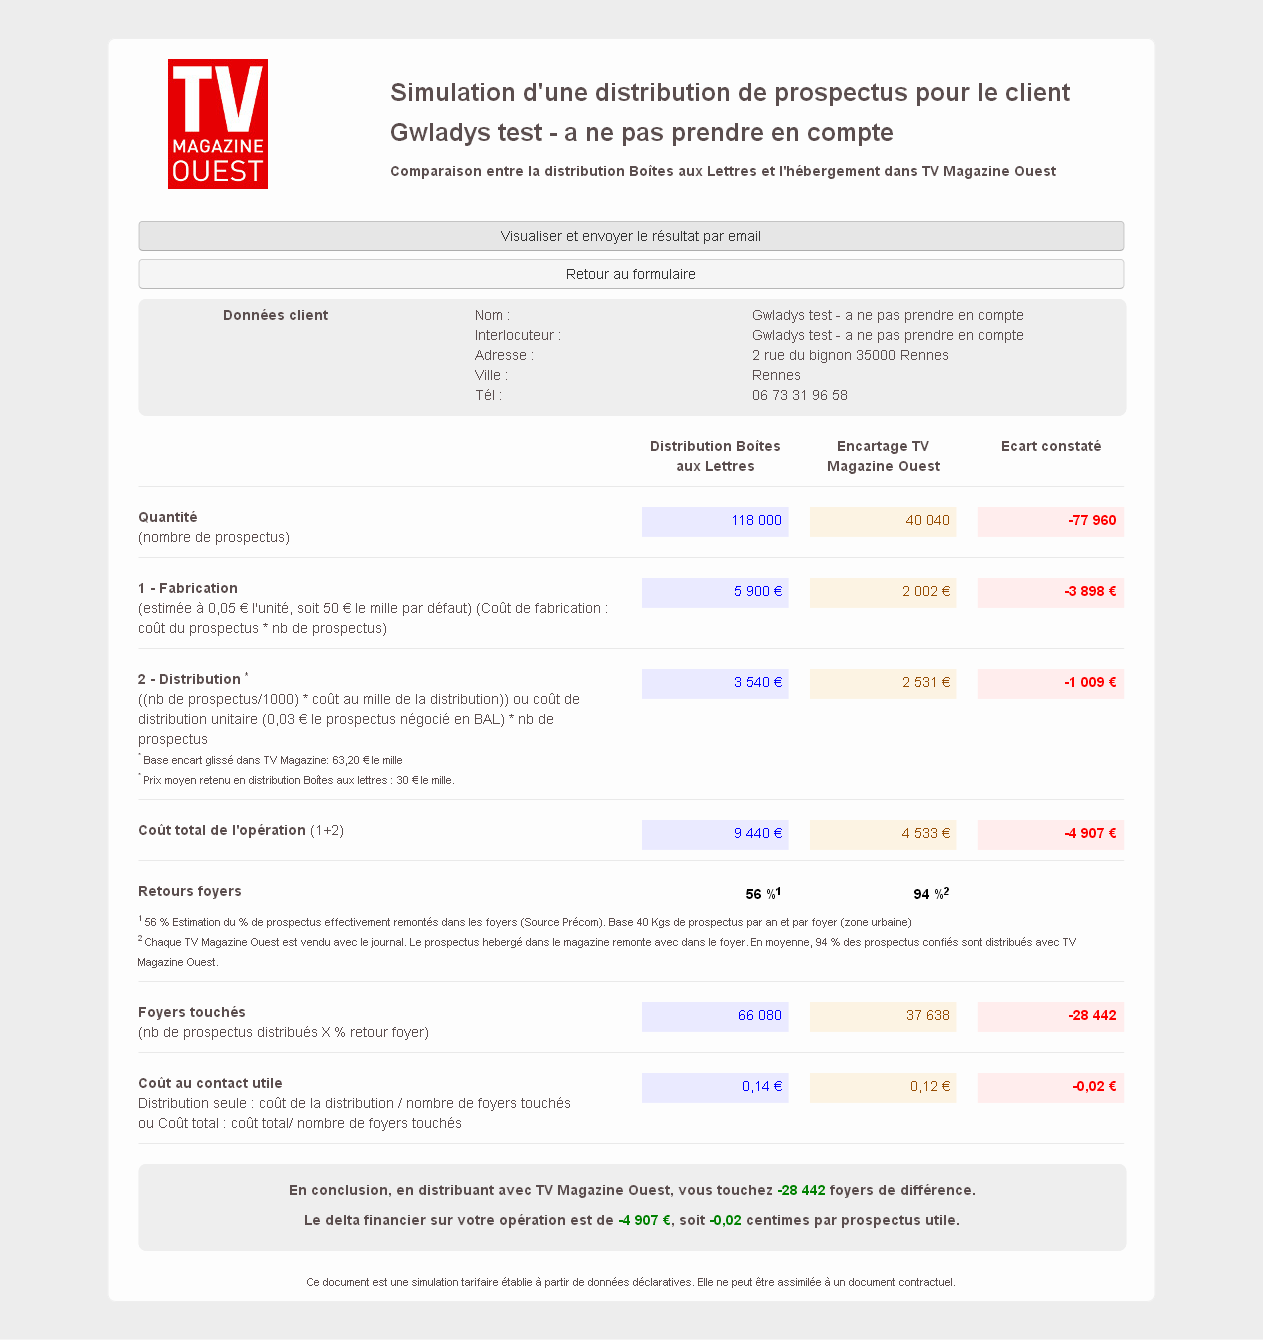 TV
MAGAZINE
OUEST
Simulation d'une distribution de prospectus pour le client
Gwladys test - a ne pas prendre en compte
Comparaison entre la distribution Boîtes aux Lettres et l'hébergement dans TV Magazine Ouest
Visualiser et envoyer le résultat par email
Retour au formulaire
Données client
Nom : Gwladys test - a ne pas prendre en compte
Interlocuteur : Gwladys test - a ne pas prendre en compte
Adresse : 2 rue du bignon 35000 Rennes
Ville : Rennes
Tél : 06 73 31 96 58
Distribution Boîtes aux Lettres
Encartage TV Magazine Ouest
Ecart constaté
Quantité
(nombre de prospectus)
118 000 40 040 -77 960
1 - Fabrication
(estimée à 0,05 € l'unité, soit 50 € le mille par défaut) (Coût de fabrication :
coût du prospectus * nb de prospectus)
5 900 € 2 002 € -3 898 €
2 - Distribution *
((nb de prospectus/1000) * coût au mille de la distribution)) ou coût de
distribution unitaire (0,03 € le prospectus négocié en BAL) * nb de
prospectus
* Base encart glissé dans TV Magazine: 63,20 € le mille
* Prix moyen retenu en distribution Boîtes aux lettres : 30 € le mille.
3 540 € 2 531 € -1 009 €
Coût total de l'opération (1+2) 9 440 € 4 533 € -4 907 €
Retours foyers 56 %1 94 %2
1 56 % Estimation du % de prospectus effectivement remontés dans les foyers (Source Précom). Base 40 Kgs de prospectus par an et par foyer (zone urbaine)
2 Chaque TV Magazine Ouest est vendu avec le journal. Le prospectus hebergé dans le magazine remonte avec dans le foyer. En moyenne, 94 % des prospectus confiés sont distribués avec TV
Magazine Ouest.
Foyers touchés
(nb de prospectus distribués X % retour foyer)
66 080 37 638 -28 442
Coût au contact utile
Distribution seule : coût de la distribution / nombre de foyers touchés
ou Coût total : coût total/ nombre de foyers touchés
0,14 € 0,12 € -0,02 €
En conclusion, en distribuant avec TV Magazine Ouest, vous touchez -28 442 foyers de différence.
Le delta financier sur votre opération est de -4 907 €, soit -0,02 centimes par prospectus utile.
Ce document est une simulation tarifaire établie à partir de données déclaratives. Elle ne peut être assimilée à un document contractuel.